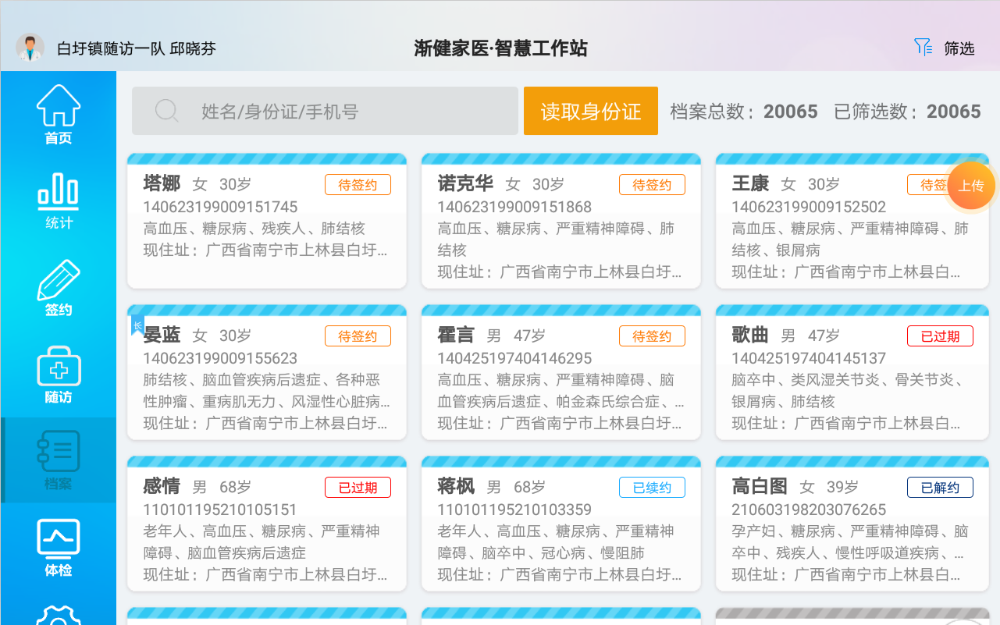 白圩镇随访一队 邱晓芬
渐健家医·智慧工作站
筛选
首页
统计
签约
随访
档案
体检
姓名/身份证/手机号
读取身份证
档案总数：20065 已筛选数：20065
上传
塔娜 女 30岁 待签约
140623199009151745
高血压、糖尿病、残疾人、肺结核
现住址：广西省南宁市上林县白圩...
诺克华 女 30岁 待签约
140623199009151868
高血压、糖尿病、严重精神障碍、肺
结核
现住址：广西省南宁市上林县白圩...
王康 女 30岁 待签
140623199009152502
高血压、糖尿病、严重精神障碍、肺
结核、银屑病
现住址：广西省南宁市上林县白...
长
晏蓝 女 30岁 待签约
140623199009155623
肺结核、脑血管疾病后遗症、各种恶
性肿瘤、重病肌无力、风湿性心脏病...
现住址：广西省南宁市上林县白圩...
霍言 男 47岁 待签约
140425197404146295
高血压、糖尿病、严重精神障碍、脑
血管疾病后遗症、帕金森氏综合症、...
现住址：广西省南宁市上林县白圩...
歌曲 男 47岁 已过期
140425197404145137
脑卒中、类风湿关节炎、骨关节炎、
银屑病、肺结核
现住址：广西省南宁市上林县白...
感情 男 68岁 已过期
110101195210105151
老年人、高血压、糖尿病、严重精神
障碍、脑血管疾病后遗症
现住址：广西省南宁市上林县白圩...
蒋枫 男 68岁 已续约
110101195210103359
老年人、高血压、糖尿病、严重精神
障碍、脑卒中、冠心病、慢阻肺
现住址：广西省南宁市上林县白圩...
高白图 女 39岁 已解约
210603198203076265
孕产妇、糖尿病、严重精神障碍、脑
卒中、残疾人、慢性呼吸道疾病、...
现住址：广西省南宁市上林县白...